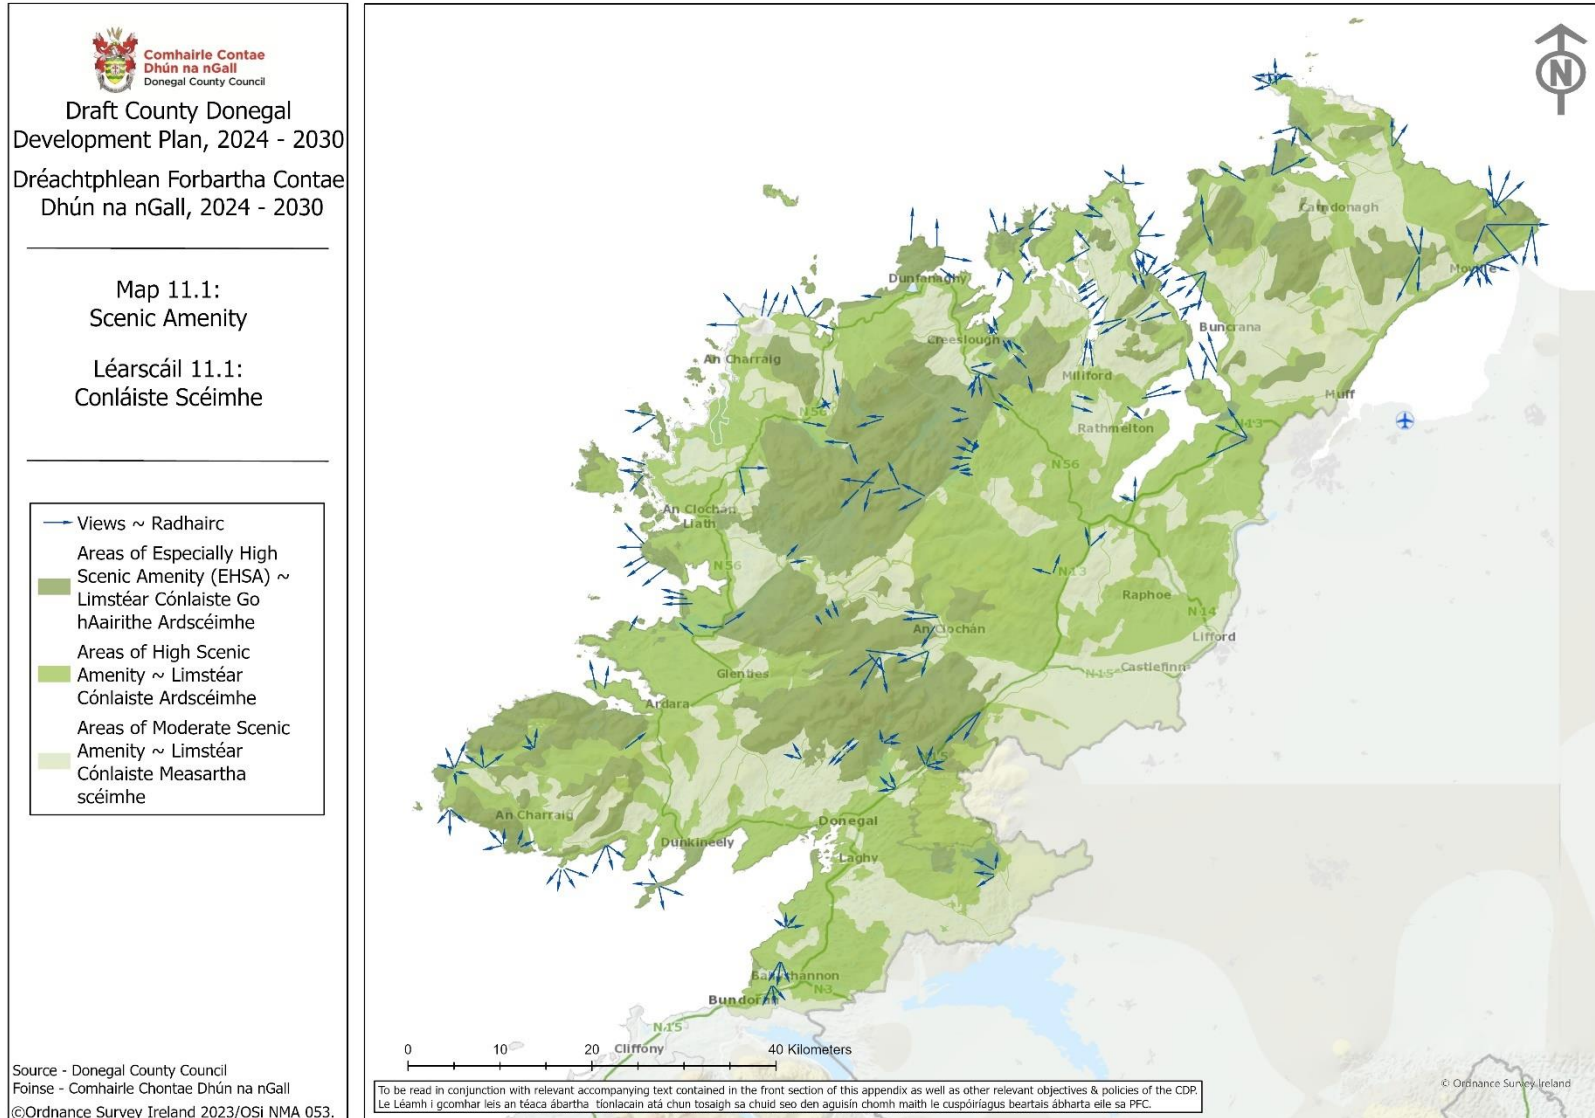 Comhairle Contae
Dhún na nGall
Donegal County Council
Draft County Donegal
Development Plan, 2024 - 2030
Dréachtphlean Forbartha Contae
Dhún na nGall, 2024 - 2030
Map 11.1:
Scenic Amenity
Léarscáil 11.1:
Conláiste Scéimhe
Views ~ Radhairc
Areas of Especially High
Scenic Amenity (EHSA) ~
Limstéar Cónlaiste Go
hAairithe Ardscéimhe
Areas of High Scenic
Amenity ~ Limstéar
Cónlaiste Ardscéimhe
Areas of Moderate Scenic
Amenity ~ Limstéar
Cónlaiste Measartha
scéimhe
Source - Donegal County Council
Foinse - Comhairle Chontae Dhún na nGall
©Ordnance Survey Ireland 2023/OSi NMA 053.
N
Carndonagh
Moville
Dunfanaghy
Buncrana
Creeslough
An Charraig
Milford
Muff
N56
Rathmelton
N13
N56
An Clochán
Liath
N56
N13
Raphoe
N14
An Clochán
Lifford
Castlefinn
N15
Glenties
Ardara
N15
An Charraig
Donegal
Dunkineely
Laghy
Ballyshannon
N3
Bundoran
N15
Cliffony
0 10 20 40 Kilometers
To be read in conjunction with relevant accompanying text contained in the front section of this appendix as well as other relevant objectives & policies of the CDP.
Le Léamh i gcomhar leis an téaca ábartha tíonlacain atá chun tosaigh sa chuid seo den aguisín chomh maith le cuspóiríagus beartais ábharta eile sa PFC.
© Ordnance Survey Ireland